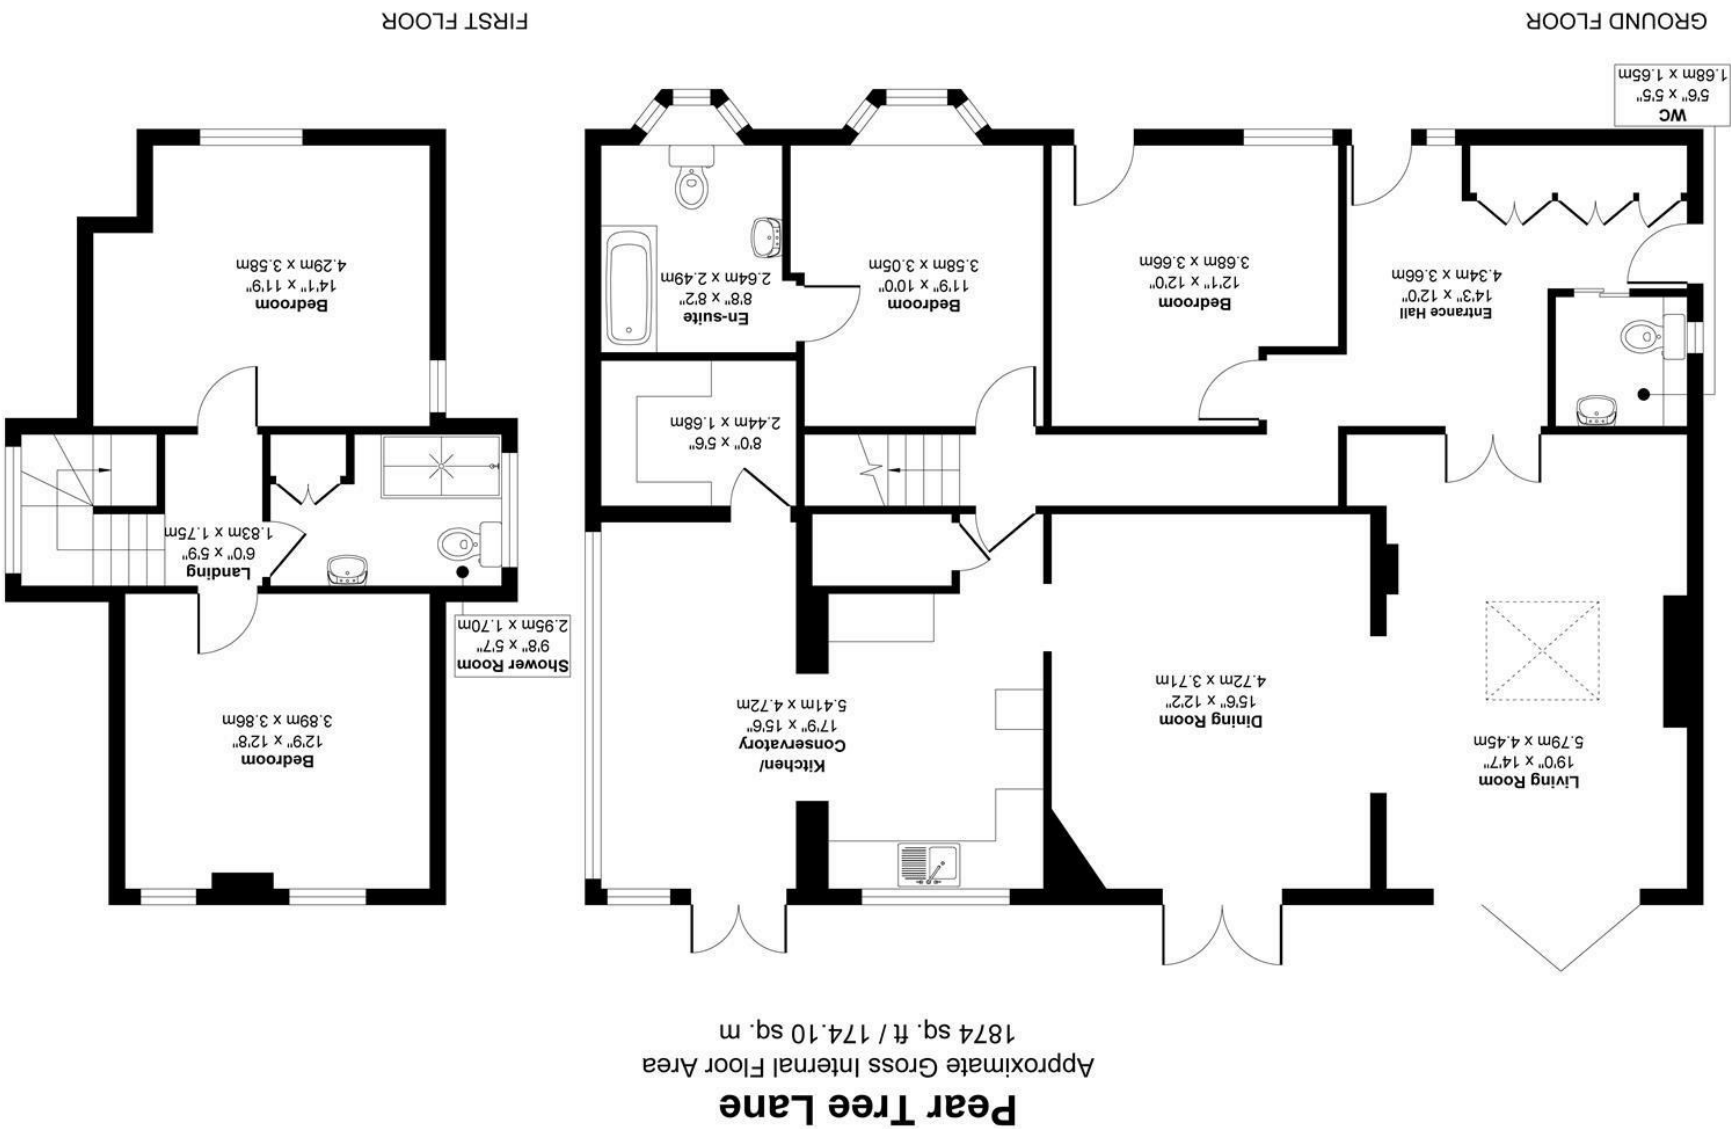 Pear Tree Lane
Approximate Gross Internal Floor Area
1874 sq. ft / 174.10 sq. m
Living Room
19'0" x 14'7"
5.79m x 4.45m
Dining Room
15'6" x 12'2"
4.72m x 3.71m
Kitchen/
Conservatory
17'9" x 15'6"
5.41m x 4.72m
8'0" x 5'6"
2.44m x 1.68m
Entrance Hall
14'3" x 12'0"
4.34m x 3.66m
Bedroom
12'1" x 12'0"
3.68m x 3.66m
Bedroom
11'9" x 10'0"
3.58m x 3.05m
En-suite
8'8" x 8'2"
2.64m x 2.49m
WC
5'6" x 5'5"
1.68m x 1.65m
GROUND FLOOR
Bedroom
12'9" x 12'8"
3.89m x 3.86m
Shower Room
9'8" x 5'7"
2.95m x 1.70m
Landing
6'0" x 5'9"
1.83m x 1.75m
Bedroom
14'1" x 11'9"
4.29m x 3.58m
FIRST FLOOR